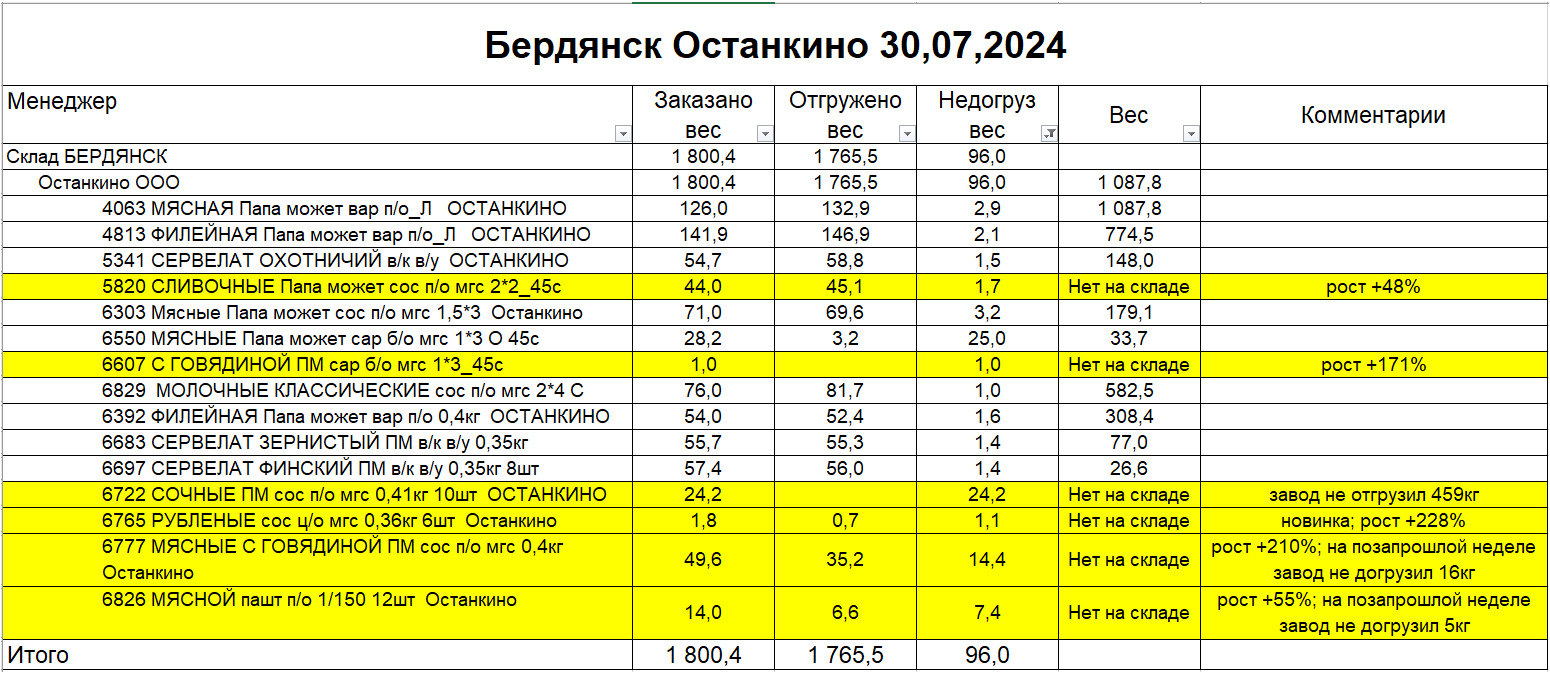 Бердянск Останкино 30,07,2024
Менеджер Заказано вес Отгружено вес Недогруз вес Вес Комментарии
Склад БЕРДЯНСК 1 800,4 1 765,5 96,0
Останкино ООО 1 800,4 1 765,5 96,0 1 087,8
4063 МЯСНАЯ Папа может вар п/о_Л ОСТАНКИНО 126,0 132,9 2,9 1 087,8
4813 ФИЛЕЙНАЯ Папа может вар п/о_Л ОСТАНКИНО 141,9 146,9 2,1 774,5
5341 СЕРВЕЛАТ ОХОТНИЧИЙ в/к в/у ОСТАНКИНО 54,7 58,8 1,5 148,0
5820 СЛИВОЧНЫЕ Папа может сос п/о мгс 2*2_45с 44,0 45,1 1,7 Нет на складе рост +48%
6303 Мясные Папа может сос п/о мгс 1,5*3 Останкино 71,0 69,6 3,2 179,1
6550 МЯСНЫЕ Папа может сар б/о мгс 1*3 О 45с 28,2 3,2 25,0 33,7
6607 С ГОВЯДИНОЙ ПМ сар б/о мгс 1*3_45с 1,0 1,0 Нет на складе рост +171%
6829 МОЛОЧНЫЕ КЛАССИЧЕСКИЕ сос п/о мгс 2*4 С 76,0 81,7 1,0 582,5
6392 ФИЛЕЙНАЯ Папа может вар п/о 0,4кг ОСТАНКИНО 54,0 52,4 1,6 308,4
6683 СЕРВЕЛАТ ЗЕРНИСТЫЙ ПМ в/к в/у 0,35кг 55,7 55,3 1,4 77,0
6697 СЕРВЕЛАТ ФИНСКИЙ ПМ в/к в/у 0,35кг 8шт 57,4 56,0 1,4 26,6
6722 СОЧНЫЕ ПМ сос п/о мгс 0,41кг 10шт ОСТАНКИНО 24,2 24,2 Нет на складе завод не отгрузил 459кг
6765 РУБЛЕНЫЕ сос ц/о мгс 0,36кг 6шт Останкино 1,8 0,7 1,1 Нет на складе новинка; рост +228%
6777 МЯСНЫЕ С ГОВЯДИНОЙ ПМ сос п/о мгс 0,4кг
Останкино 49,6 35,2 14,4 Нет на складе рост +210%; на позапрошлой неделе
завод не догрузил 16кг
6826 МЯСНОЙ пашт п/о 1/150 12шт Останкино 14,0 6,6 7,4 Нет на складе рост +55%; на позапрошлой неделе
завод не догрузил 5кг
Итого 1 800,4 1 765,5 96,0